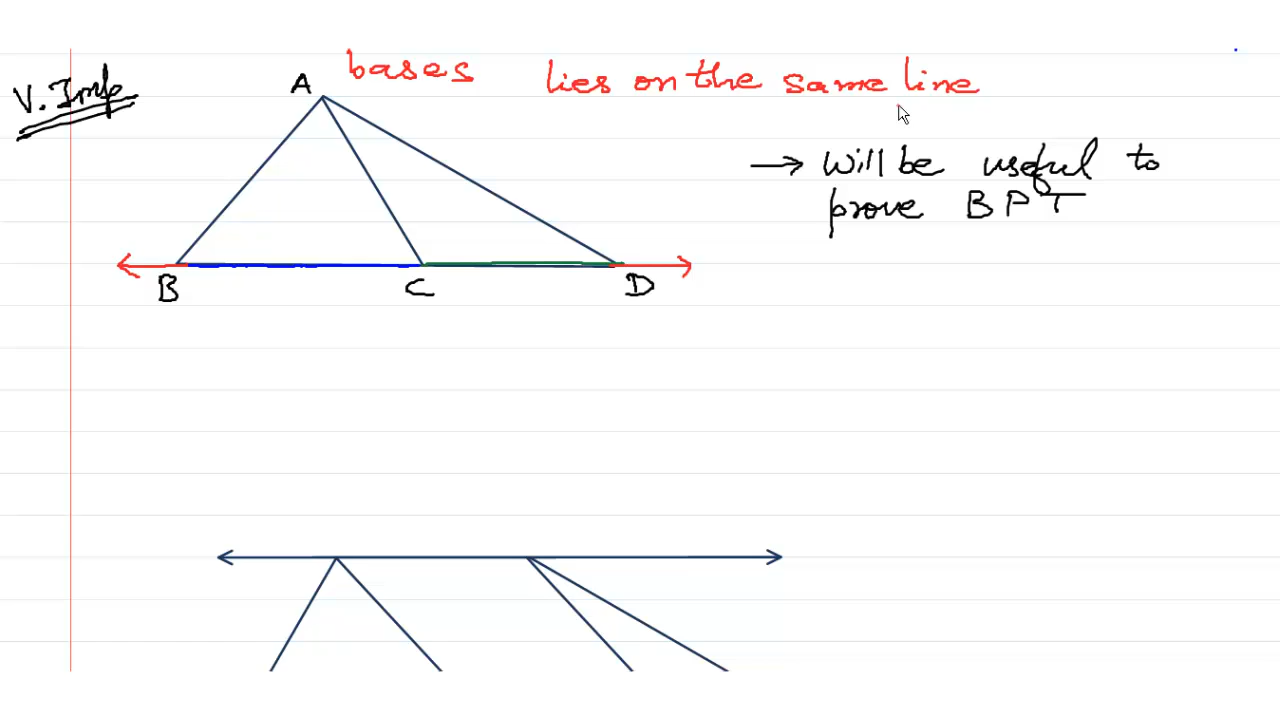 bases lies on the same line
V. Imp
A
→ Will be useful to
prove BPT
B C D